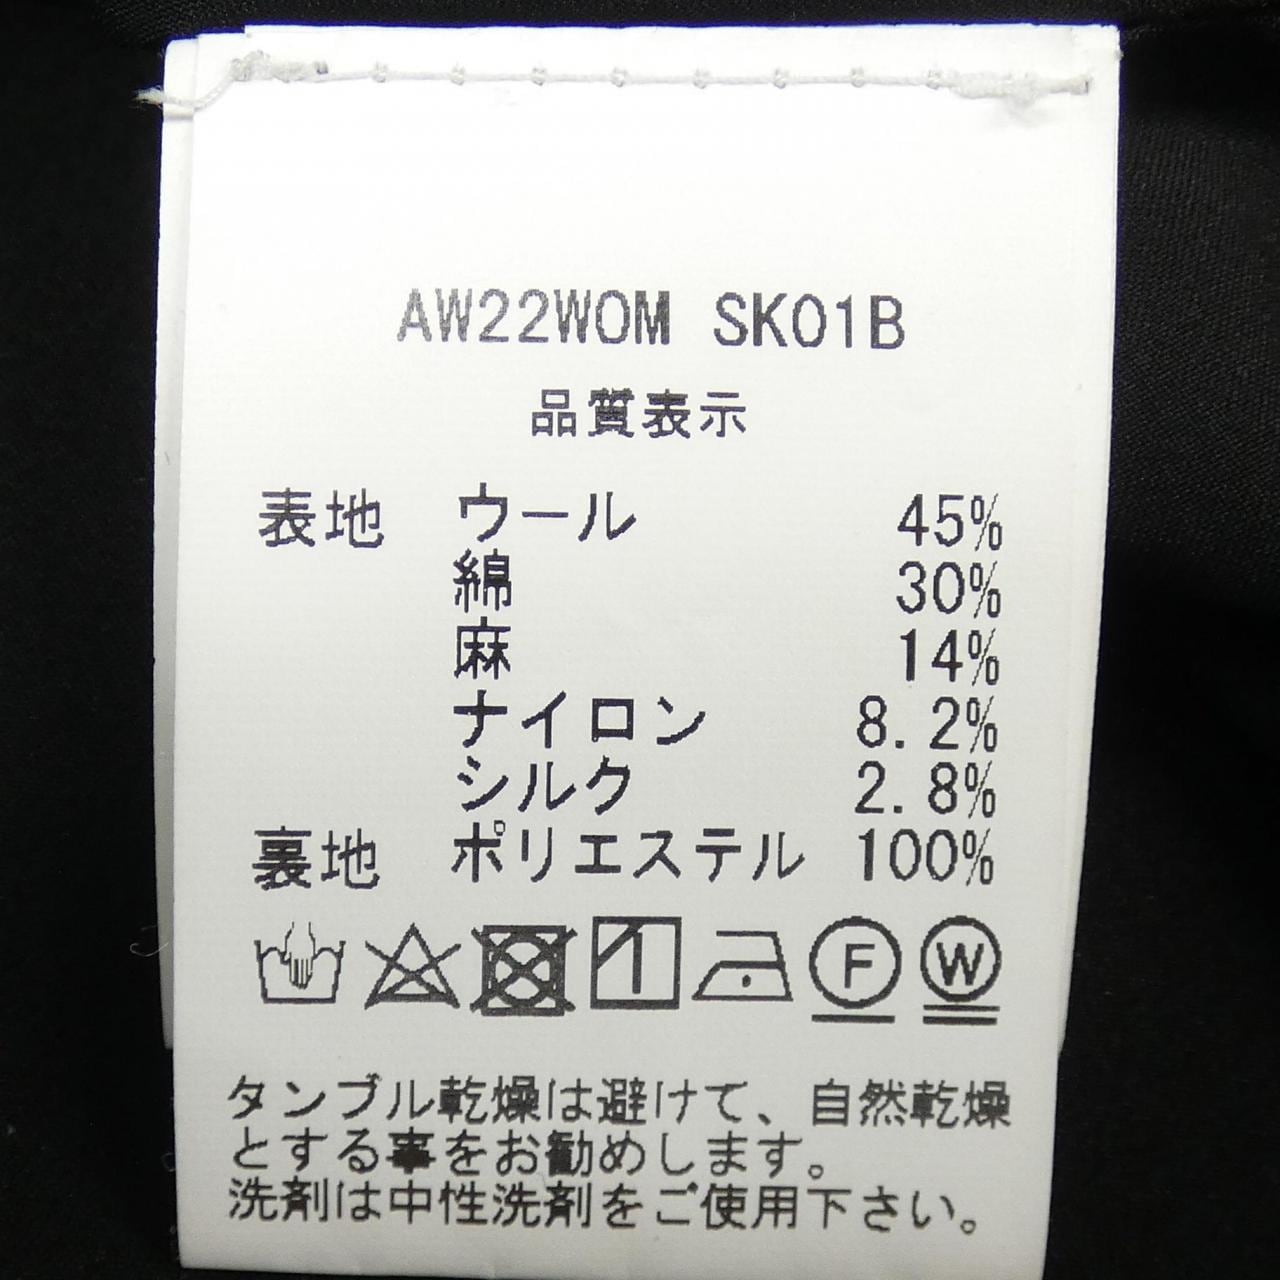 AW22WOM SK01B
品質表示
表地 ウール 45%
綿 30%
麻 14%
ナイロン 8.2%
シルク 2.8%
裏地 ポリエステル 100%
1 F W
タンブル乾燥は避けて、自然乾燥
とする事をお勧めします。
洗剤は中性洗剤をご使用下さい。